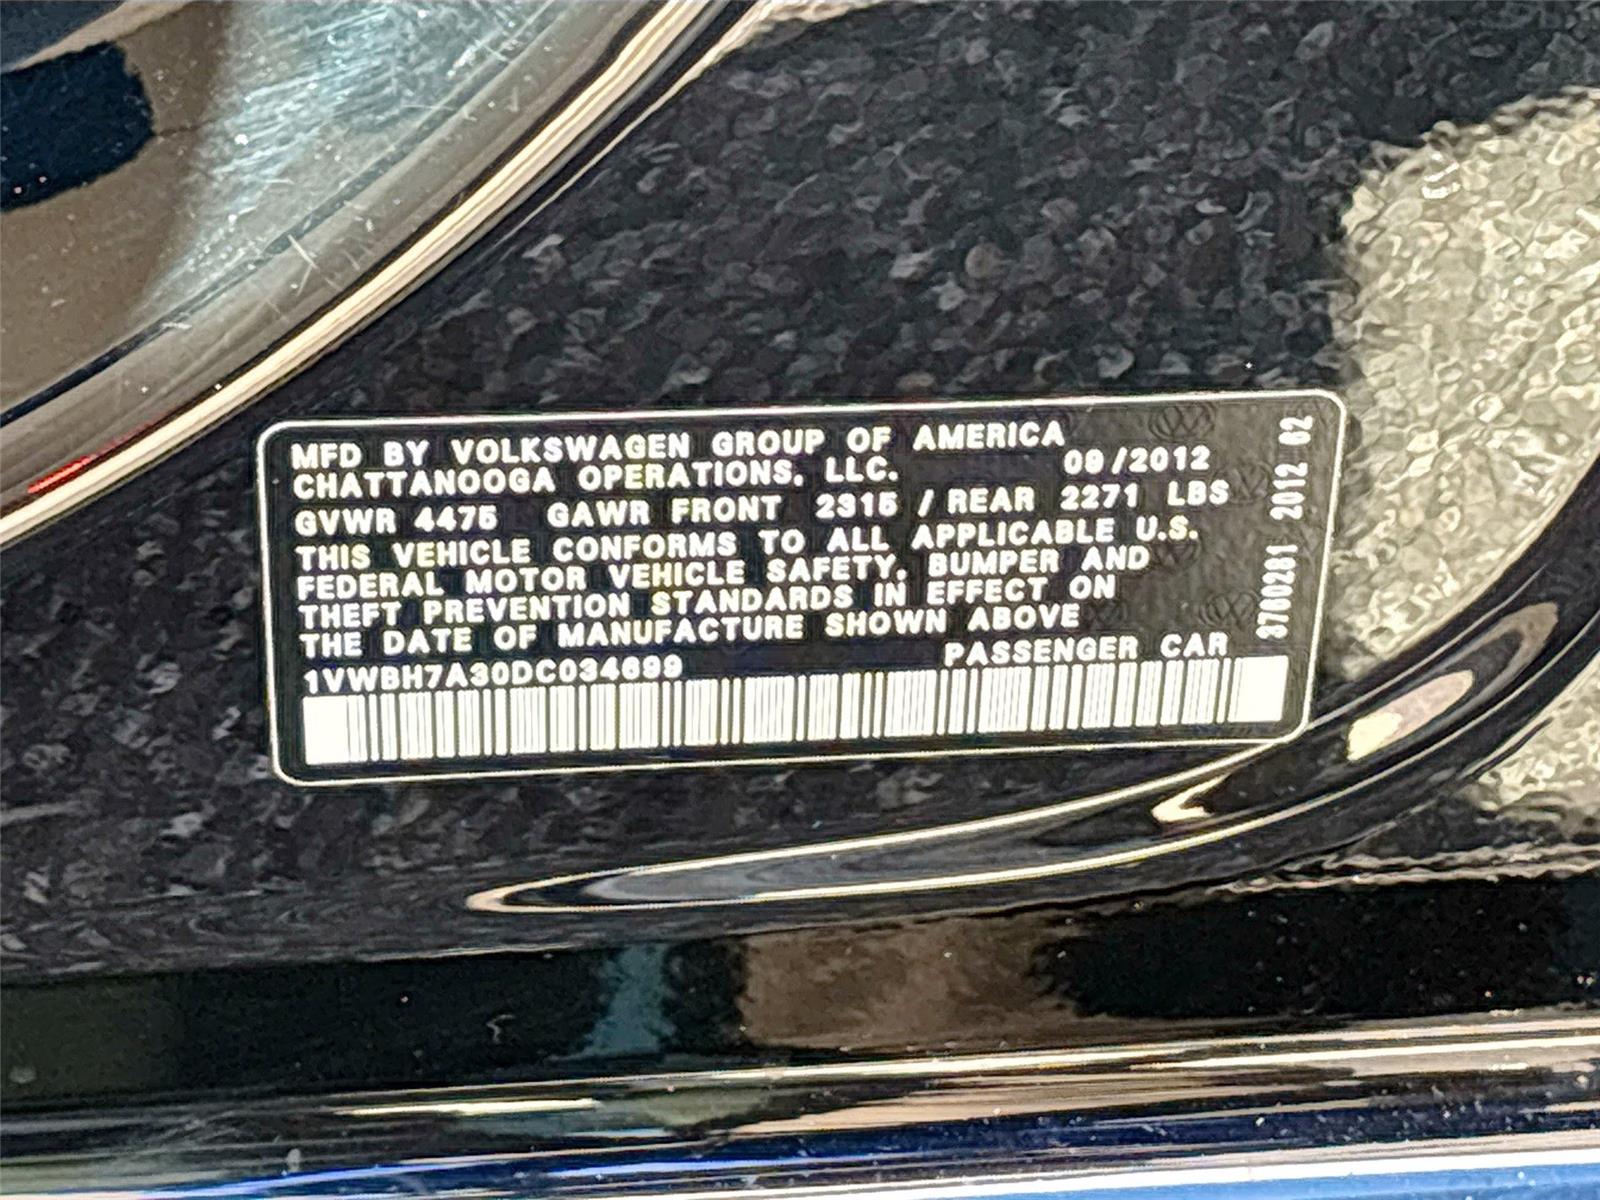 MFD BY VOLKSWAGEN GROUP OF AMERICA
CHATTANOOGA OPERATIONS, LLC. 09/2012
GVWR 4475 GAWR FRONT 2315 / REAR 2271 LBS
THIS VEHICLE CONFORMS TO ALL APPLICABLE U.S.
FEDERAL MOTOR VEHICLE SAFETY, BUMPER AND
THEFT PREVENTION STANDARDS IN EFFECT ON
THE DATE OF MANUFACTURE SHOWN ABOVE
1VWBH7A30DC034699 PASSENGER CAR
3780281 2012 62